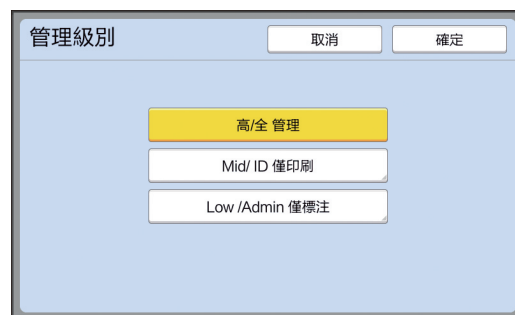 管理級別 取消 確定
高/全 管理
Mid/ ID 僅印刷
Low /Admin 僅標注